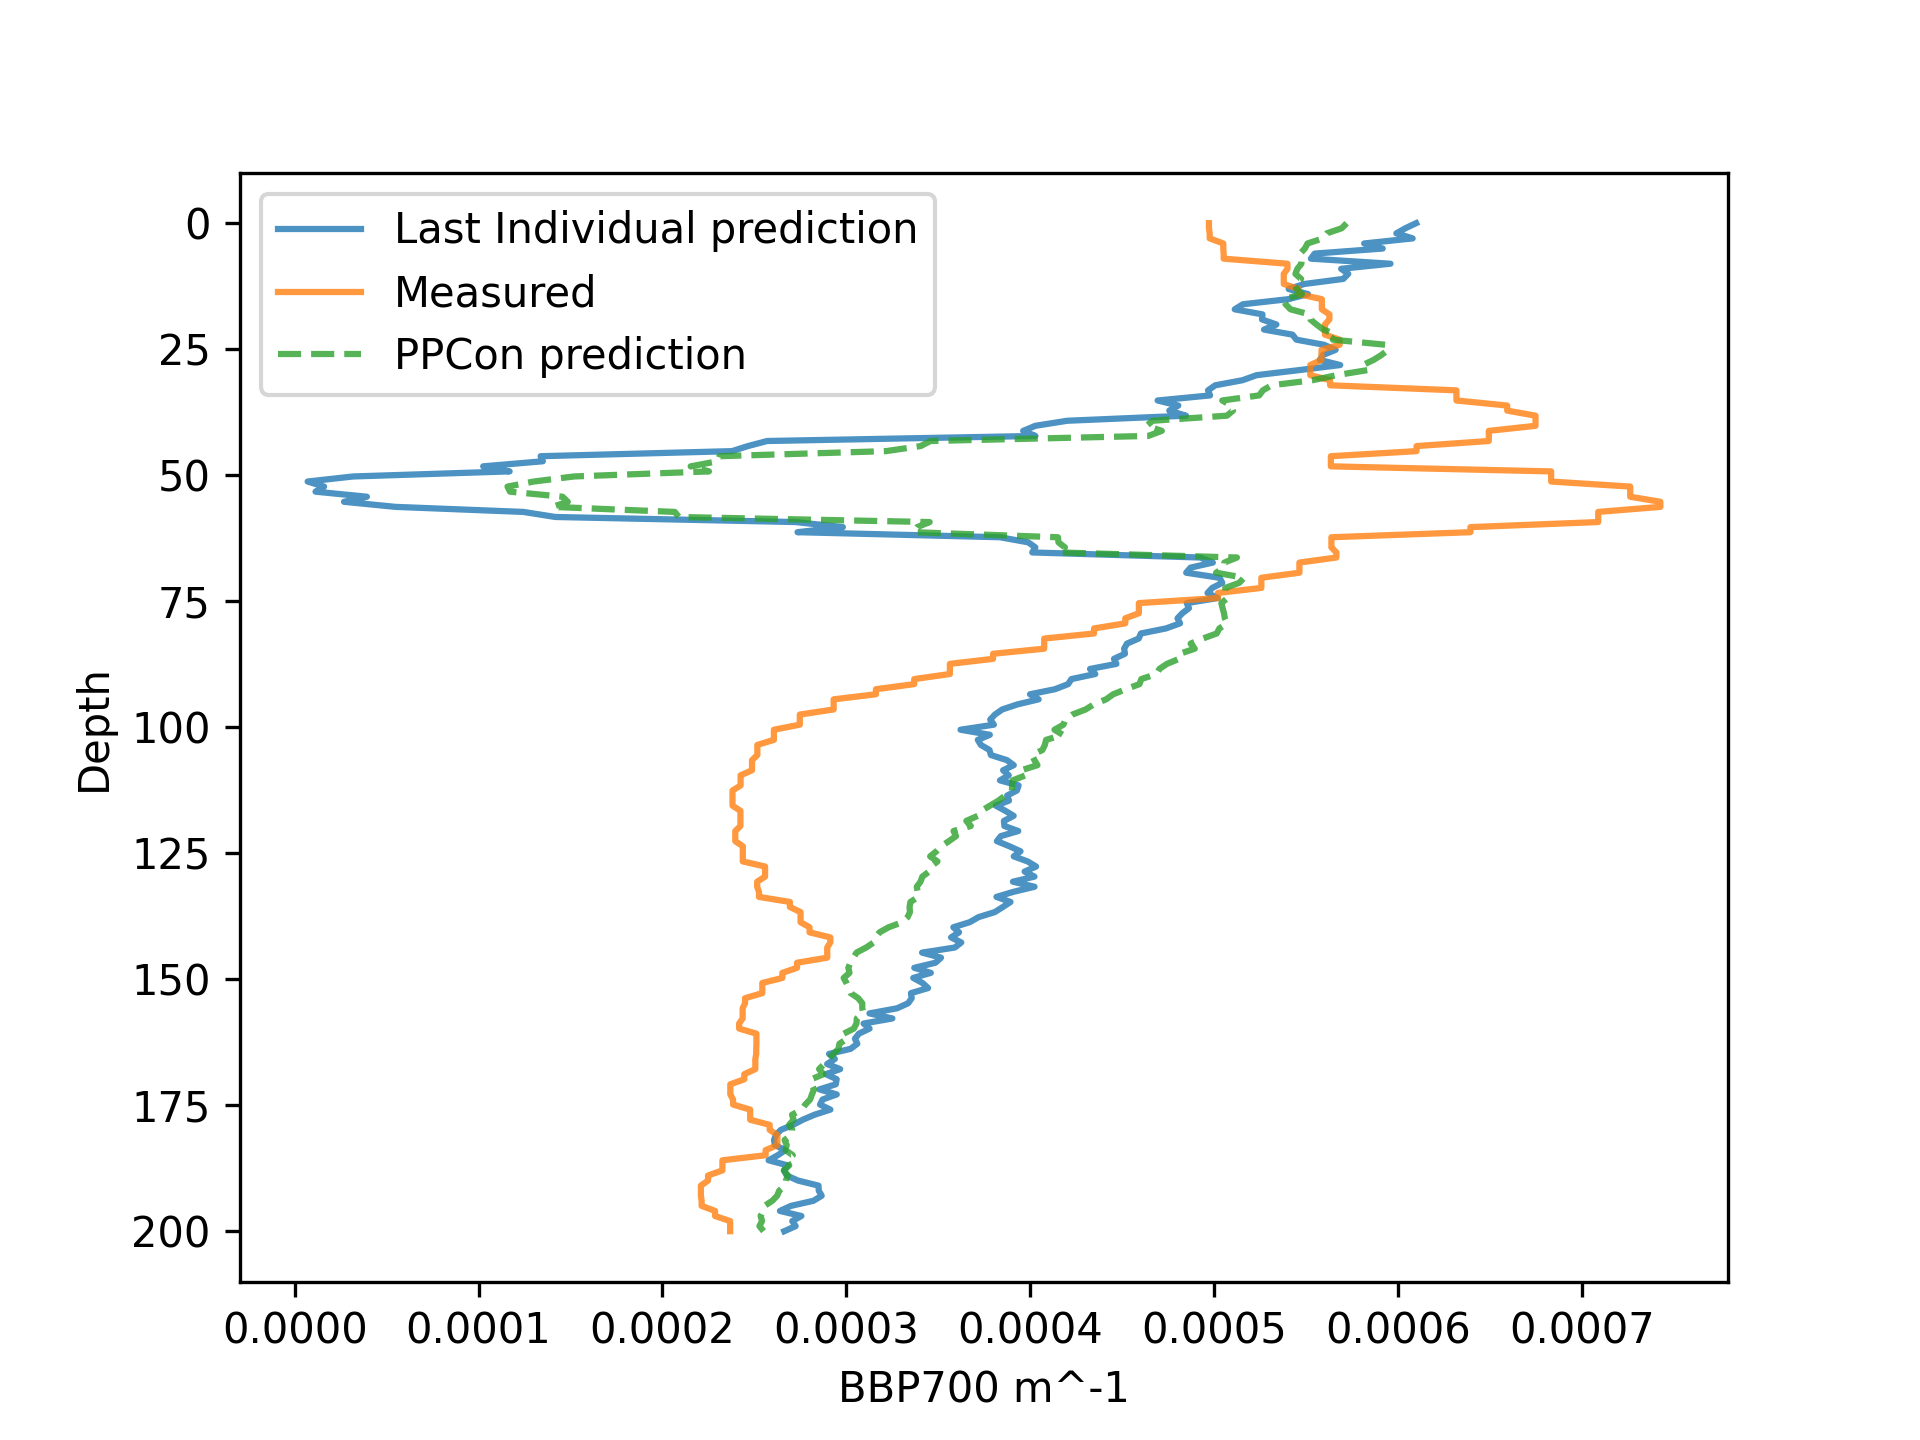 Last Individual prediction
Measured
PPCon prediction
0
25
50
75
100
125
150
175
200
Depth
0.0000 0.0001 0.0002 0.0003 0.0004 0.0005 0.0006 0.0007
BBP700 m^-1